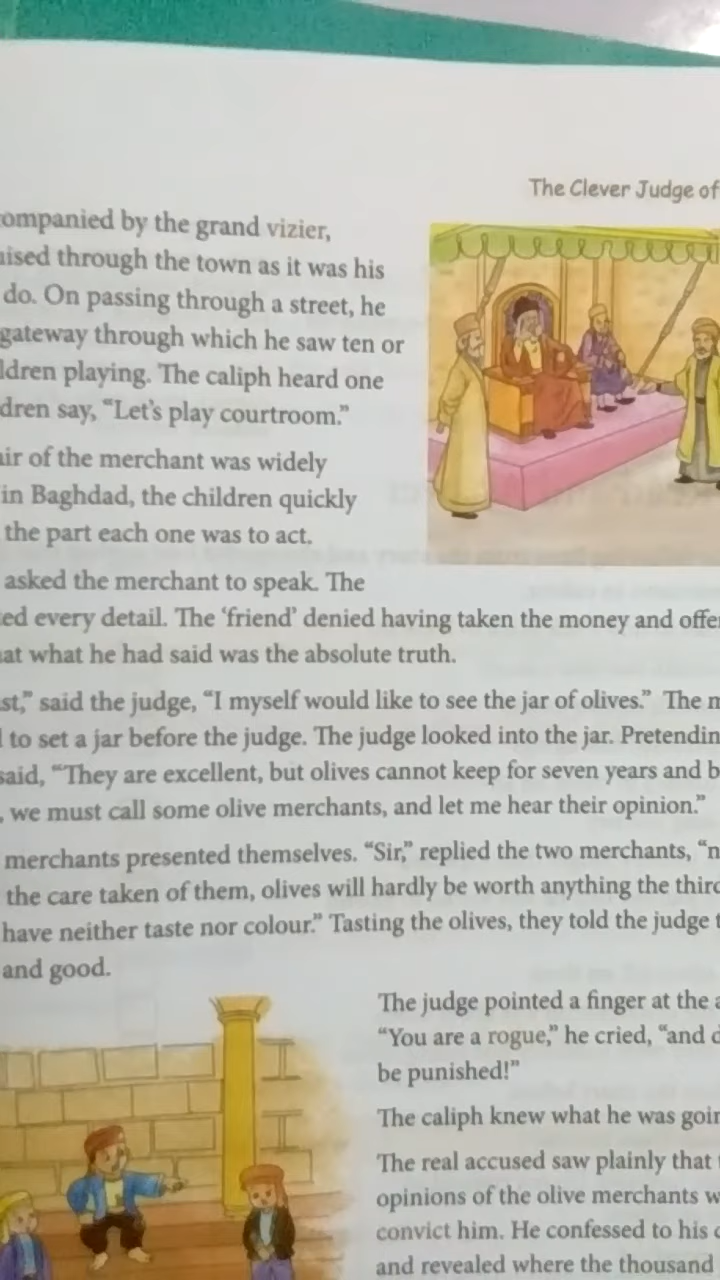 The Clever Judge of
companied by the grand vizier,
ised through the town as it was his
do. On passing through a street, he
gateway through which he saw ten or
ldren playing. The caliph heard one
dren say, “Let’s play courtroom.”
air of the merchant was widely
in Baghdad, the children quickly
the part each one was to act.
asked the merchant to speak. The
ted every detail. The ‘friend’ denied having taken the money and offe
at what he had said was the absolute truth.
st,” said the judge, “I myself would like to see the jar of olives.” The m
to set a jar before the judge. The judge looked into the jar. Pretendin
said, “They are excellent, but olives cannot keep for seven years and b
, we must call some olive merchants, and let me hear their opinion.”
merchants presented themselves. “Sir,” replied the two merchants, “n
the care taken of them, olives will hardly be worth anything the third
have neither taste nor colour.” Tasting the olives, they told the judge t
and good.
The judge pointed a finger at the a
“You are a rogue,” he cried, “and d
be punished!”
The caliph knew what he was goin
The real accused saw plainly that
opinions of the olive merchants w
convict him. He confessed to his c
and revealed where the thousand